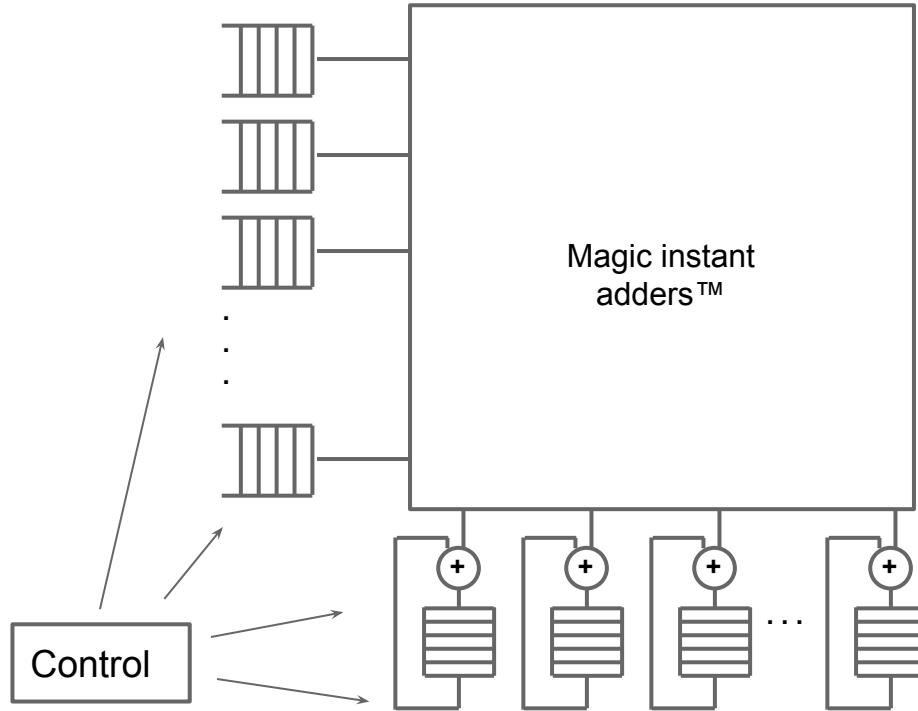 Magic instant
adders™
.
.
.
+
+
+
+
...
Control